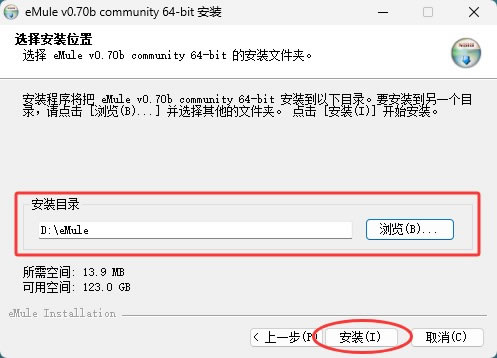 eMule v0.70b community 64-bit 安装
选择安装位置
选择 eMule v0.70b community 64-bit 的安装文件夹。
安装程序将把 eMule v0.70b community 64-bit 安装到以下目录。要安装到另一个目
录，请点击 [浏览(B)...] 并选择其他的文件夹。 点击 [安装(I)] 开始安装。
安装目录
D:\eMule
浏览(B)...
所需空间: 13.9 MB
可用空间: 123.0 GB
eMule Installation
< 上一步(P)
安装(I)
取消(C)